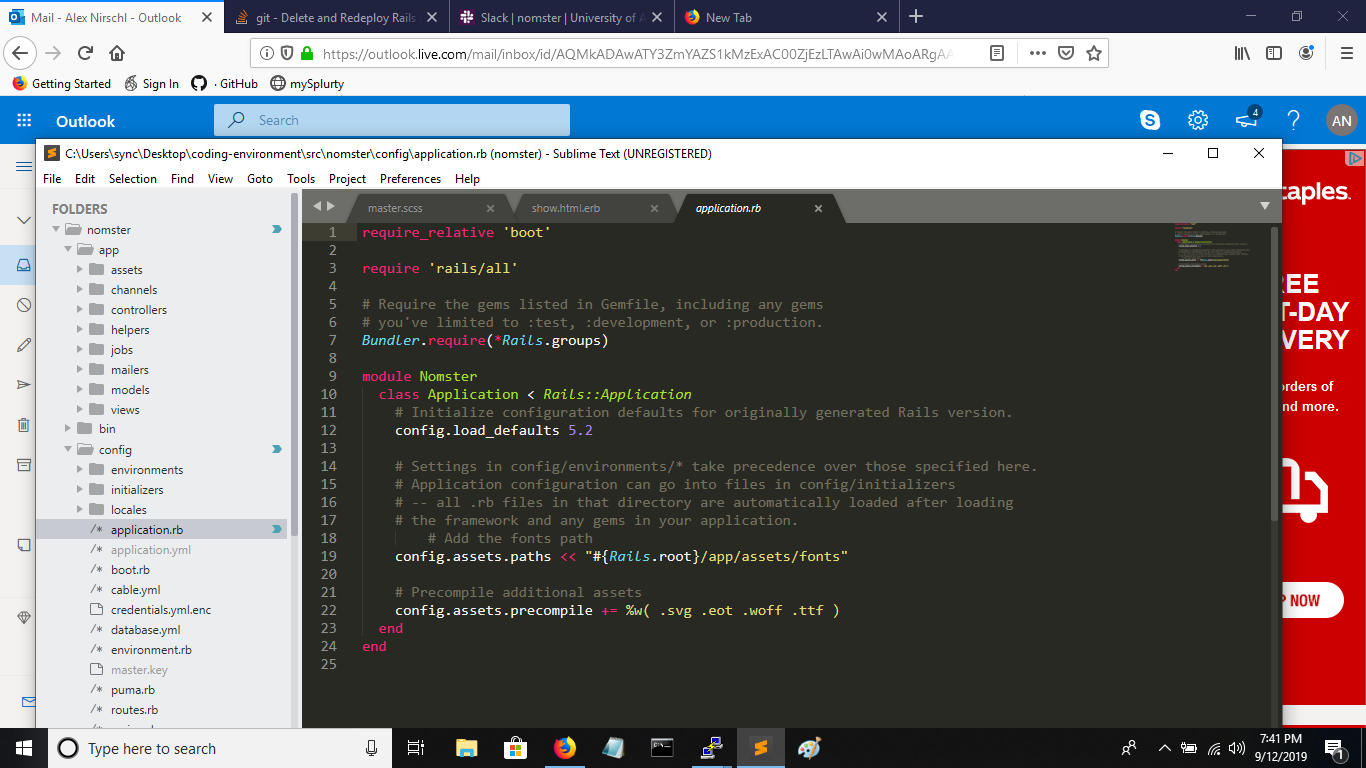 Mail - Alex Nirschl - Outlook
git - Delete and Redeploy Rails
Slack | nomster | University of A
New Tab
https://outlook.live.com/mail/inbox/id/AQMkADAwATY3ZmYAZS1kMzExAC00ZjEzLTAwAi0wMAoARgAA
Getting Started
Sign In
· GitHub
mySplurty
Outlook
Search
4
AN
C:\Users\sync\Desktop\coding-environment\src\nomster\config\application.rb (nomster) - Sublime Text (UNREGISTERED)
File Edit Selection Find View Goto Tools Project Preferences Help
FOLDERS
nomster
app
assets
channels
controllers
helpers
jobs
mailers
models
views
bin
config
environments
initializers
locales
/* application.rb
/* application.yml
/* boot.rb
/* cable.yml
credentials.yml.enc
/* database.yml
/* environment.rb
master.key
/* puma.rb
/* routes.rb
master.scss
show.html.erb
application.rb
1 require_relative 'boot'
2
3 require 'rails/all'
4
5 # Require the gems listed in Gemfile, including any gems
6 # you've limited to :test, :development, or :production.
7 Bundler.require(*Rails.groups)
8
9 module Nomster
10 class Application < Rails::Application
11 # Initialize configuration defaults for originally generated Rails version.
12 config.load_defaults 5.2
13
14 # Settings in config/environments/* take precedence over those specified here.
15 # Application configuration can go into files in config/initializers
16 # -- all .rb files in that directory are automatically loaded after loading
17 # the framework and any gems in your application.
18 # Add the fonts path
19 config.assets.paths << "#{Rails.root}/app/assets/fonts"
20
21 # Precompile additional assets
22 config.assets.precompile += %w( .svg .eot .woff .ttf )
23 end
24 end
25
taples.
EE
T-DAY
VERY
orders of
nd more.
NOW
Type here to search
7:41 PM
9/12/2019
1